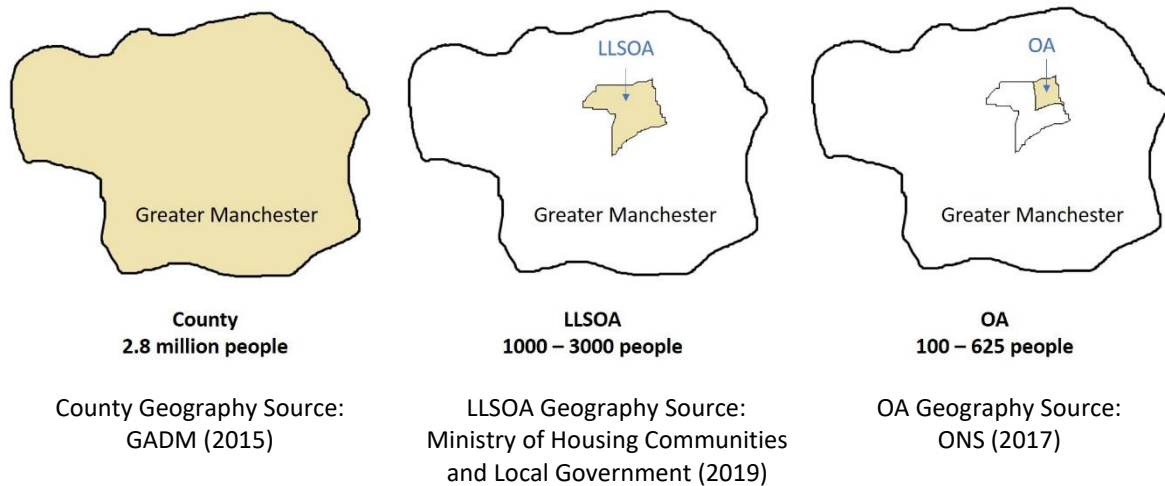 Greater Manchester
County
2.8 million people
County Geography Source:
GADM (2015)
LLSOA
Greater Manchester
LLSOA
1000 – 3000 people
LLSOA Geography Source:
Ministry of Housing Communities
and Local Government (2019)
OA
Greater Manchester
OA
100 – 625 people
OA Geography Source:
ONS (2017)